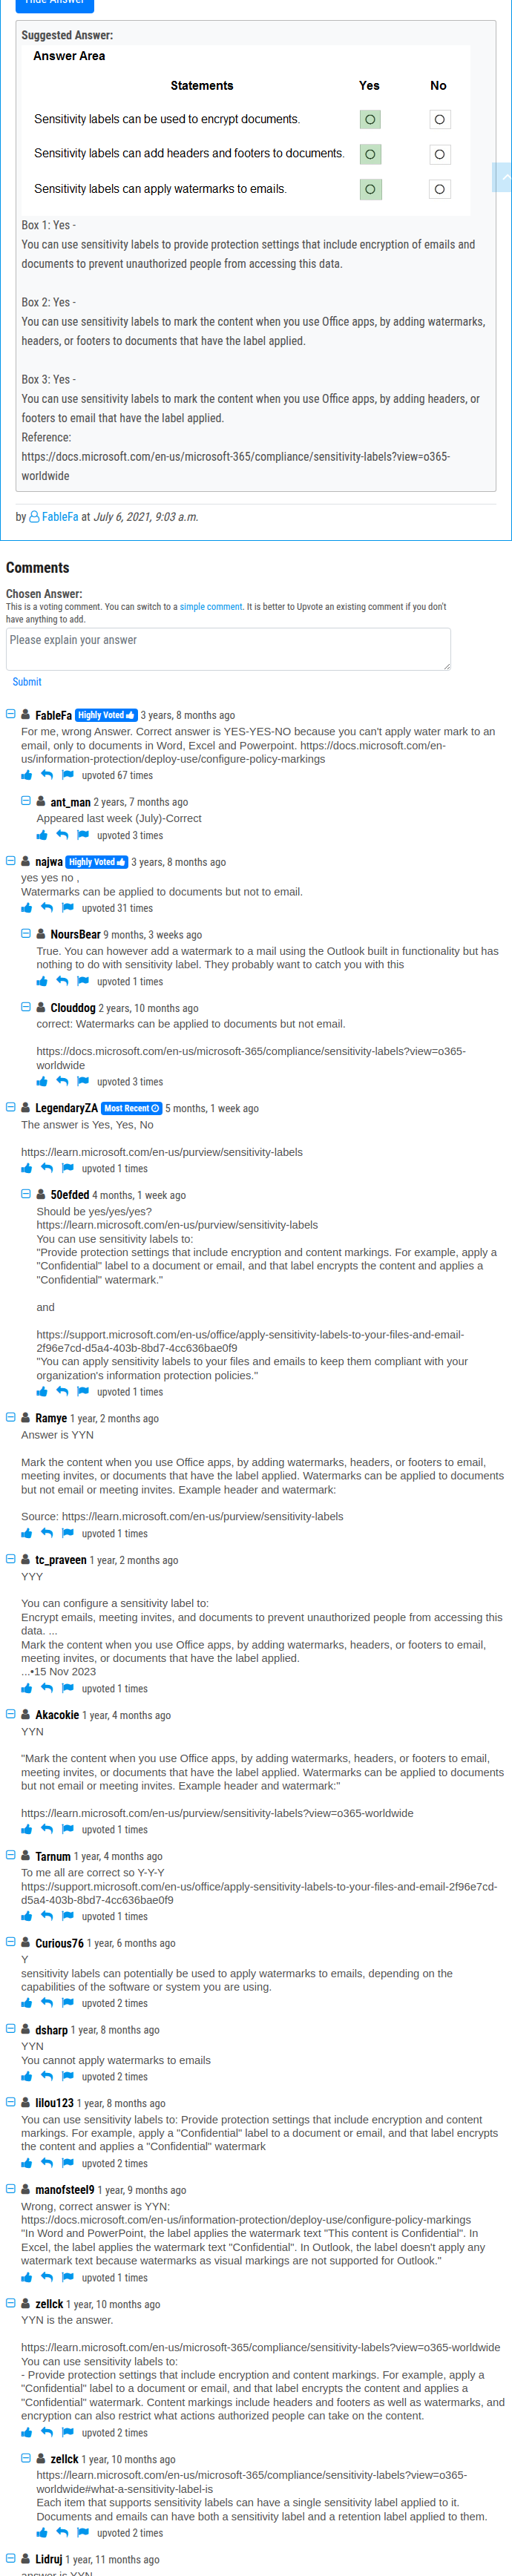 Hide Answer
Suggested Answer:
Answer Area
Statements Yes No
Sensitivity labels can be used to encrypt documents.
Sensitivity labels can add headers and footers to documents.
Sensitivity labels can apply watermarks to emails.
Box 1: Yes -
You can use sensitivity labels to provide protection settings that include encryption of emails and
documents to prevent unauthorized people from accessing this data.
Box 2: Yes -
You can use sensitivity labels to mark the content when you use Office apps, by adding watermarks,
headers, or footers to documents that have the label applied.
Box 3: Yes -
You can use sensitivity labels to mark the content when you use Office apps, by adding headers, or
footers to email that have the label applied.
Reference:
https://docs.microsoft.com/en-us/microsoft-365/compliance/sensitivity-labels?view=o365-
worldwide
by FableFa at July 6, 2021, 9:03 a.m.
Comments
Chosen Answer:
This is a voting comment. You can switch to a simple comment. It is better to Upvote an existing comment if you don't
have anything to add.
Please explain your answer
Submit
FableFa Highly Voted 3 years, 8 months ago
For me, wrong Answer. Correct answer is YES-YES-NO because you can't apply water mark to an
email, only to documents in Word, Excel and Powerpoint. https://docs.microsoft.com/en-
us/information-protection/deploy-use/configure-policy-markings
upvoted 67 times
ant_man 2 years, 7 months ago
Appeared last week (July)-Correct
upvoted 3 times
najwa Highly Voted 3 years, 8 months ago
yes yes no ,
Watermarks can be applied to documents but not to email.
upvoted 31 times
NoursBear 9 months, 3 weeks ago
True. You can however add a watermark to a mail using the Outlook built in functionality but has
nothing to do with sensitivity label. They probably want to catch you with this
upvoted 1 times
Clouddog 2 years, 10 months ago
correct: Watermarks can be applied to documents but not email.
https://docs.microsoft.com/en-us/microsoft-365/compliance/sensitivity-labels?view=o365-
worldwide
upvoted 3 times
LegendaryZA Most Recent 5 months, 1 week ago
The answer is Yes, Yes, No
https://learn.microsoft.com/en-us/purview/sensitivity-labels
upvoted 1 times
50efded 4 months, 1 week ago
Should be yes/yes/yes?
https://learn.microsoft.com/en-us/purview/sensitivity-labels
You can use sensitivity labels to:
"Provide protection settings that include encryption and content markings. For example, apply a
"Confidential" label to a document or email, and that label encrypts the content and applies a
"Confidential" watermark."
and
https://support.microsoft.com/en-us/office/apply-sensitivity-labels-to-your-files-and-email-
2f96e7cd-d5a4-403b-8bd7-4cc636bae0f9
"You can apply sensitivity labels to your files and emails to keep them compliant with your
organization's information protection policies."
upvoted 1 times
Ramye 1 year, 2 months ago
Answer is YYN
Mark the content when you use Office apps, by adding watermarks, headers, or footers to email,
meeting invites, or documents that have the label applied. Watermarks can be applied to documents
but not email or meeting invites. Example header and watermark:
Source: https://learn.microsoft.com/en-us/purview/sensitivity-labels
upvoted 1 times
tc_praveen 1 year, 2 months ago
YYY
You can configure a sensitivity label to:
Encrypt emails, meeting invites, and documents to prevent unauthorized people from accessing this
data. ...
Mark the content when you use Office apps, by adding watermarks, headers, or footers to email,
meeting invites, or documents that have the label applied.
...•15 Nov 2023
upvoted 1 times
Akacokie 1 year, 4 months ago
YYN
"Mark the content when you use Office apps, by adding watermarks, headers, or footers to email,
meeting invites, or documents that have the label applied. Watermarks can be applied to documents
but not email or meeting invites. Example header and watermark:"
https://learn.microsoft.com/en-us/purview/sensitivity-labels?view=o365-worldwide
upvoted 1 times
Tarnum 1 year, 4 months ago
To me all are correct so Y-Y-Y
https://support.microsoft.com/en-us/office/apply-sensitivity-labels-to-your-files-and-email-2f96e7cd-
d5a4-403b-8bd7-4cc636bae0f9
upvoted 1 times
Curious76 1 year, 6 months ago
Y
sensitivity labels can potentially be used to apply watermarks to emails, depending on the
capabilities of the software or system you are using.
upvoted 2 times
dsharp 1 year, 8 months ago
YYN
You cannot apply watermarks to emails
upvoted 2 times
lilou123 1 year, 8 months ago
You can use sensitivity labels to: Provide protection settings that include encryption and content
markings. For example, apply a "Confidential" label to a document or email, and that label encrypts
the content and applies a "Confidential" watermark
upvoted 2 times
manofsteel9 1 year, 9 months ago
Wrong, correct answer is YYN:
https://docs.microsoft.com/en-us/information-protection/deploy-use/configure-policy-markings
"In Word and PowerPoint, the label applies the watermark text "This content is Confidential". In
Excel, the label applies the watermark text "Confidential". In Outlook, the label doesn't apply any
watermark text because watermarks as visual markings are not supported for Outlook."
upvoted 1 times
zellck 1 year, 10 months ago
YYN is the answer.
https://learn.microsoft.com/en-us/microsoft-365/compliance/sensitivity-labels?view=o365-worldwide
You can use sensitivity labels to:
- Provide protection settings that include encryption and content markings. For example, apply a
"Confidential" label to a document or email, and that label encrypts the content and applies a
"Confidential" watermark. Content markings include headers and footers as well as watermarks, and
encryption can also restrict what actions authorized people can take on the content.
upvoted 2 times
zellck 1 year, 10 months ago
https://learn.microsoft.com/en-us/microsoft-365/compliance/sensitivity-labels?view=o365-
worldwide#what-a-sensitivity-label-is
Each item that supports sensitivity labels can have a single sensitivity label applied to it.
Documents and emails can have both a sensitivity label and a retention label applied to them.
upvoted 2 times
Lidruj 1 year, 11 months ago
answer is YYN